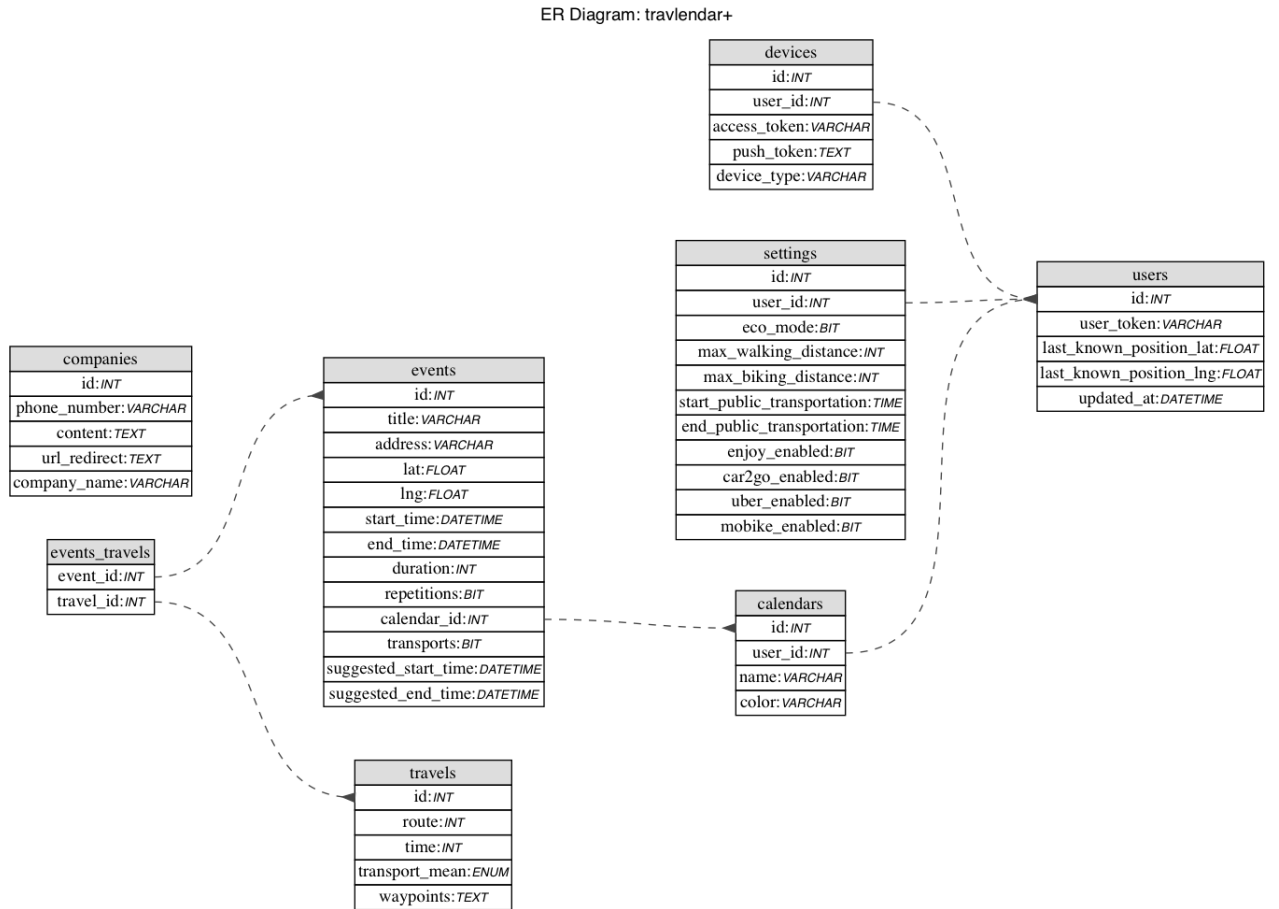 ER Diagram: travlendar+
devices
id:INT
user_id:INT
access_token:VARCHAR
push_token:TEXT
device_type:VARCHAR
settings
id:INT
user_id:INT
eco_mode:BIT
max_walking_distance:INT
max_biking_distance:INT
start_public_transportation:TIME
end_public_transportation:TIME
enjoy_enabled:BIT
car2go_enabled:BIT
uber_enabled:BIT
mobike_enabled:BIT
users
id:INT
user_token:VARCHAR
last_known_position_lat:FLOAT
last_known_position_lng:FLOAT
updated_at:DATETIME
companies
id:INT
phone_number:VARCHAR
content:TEXT
url_redirect:TEXT
company_name:VARCHAR
events
id:INT
title:VARCHAR
address:VARCHAR
lat:FLOAT
lng:FLOAT
start_time:DATETIME
end_time:DATETIME
duration:INT
repetitions:BIT
calendar_id:INT
transports:BIT
suggested_start_time:DATETIME
suggested_end_time:DATETIME
events_travels
event_id:INT
travel_id:INT
calendars
id:INT
user_id:INT
name:VARCHAR
color:VARCHAR
travels
id:INT
route:INT
time:INT
transport_mean:ENUM
waypoints:TEXT